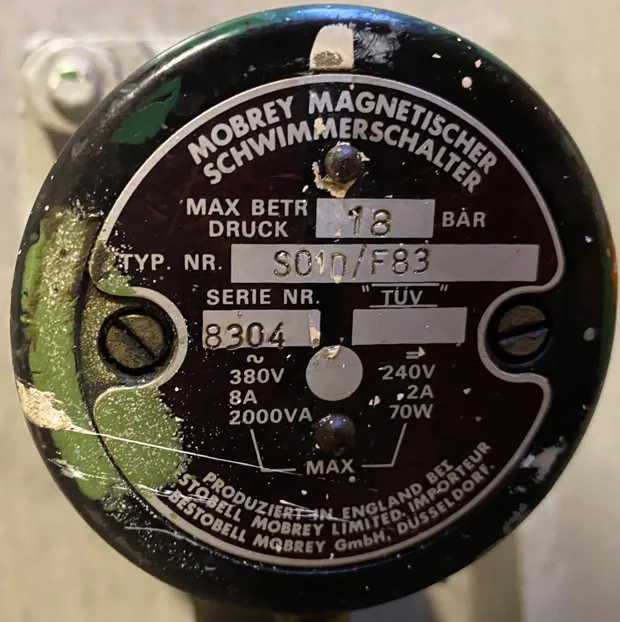 MOBREY MAGNETISCHER
SCHWIMMERSCHALTER
MAX BETR DRUCK 18 BAR
TYP. NR. S01D/F83
SERIE NR. "TÜV"
8304
~ ⎓
380V 240V
8A 2A
2000VA 70W
MAX
PRODUZIERT IN ENGLAND BEI
BESTOBELL MOBREY LIMITED. IMPORTEUR
BESTOBELL MOBREY GmbH, DÜSSELDORF.